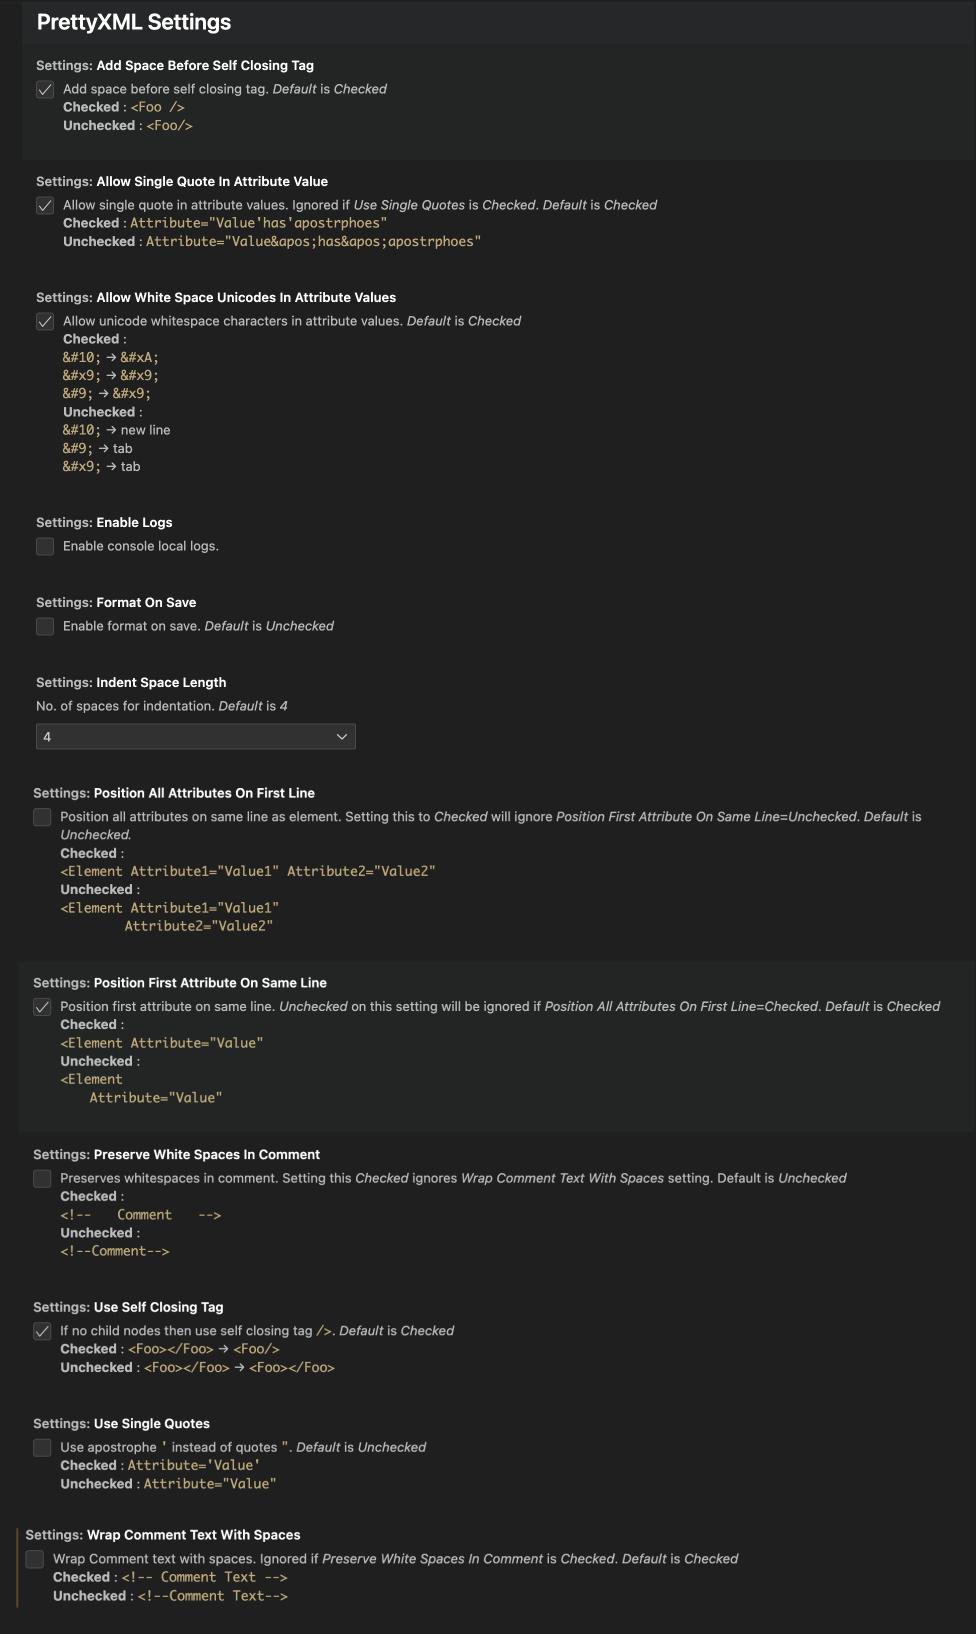 PrettyXML Settings
Settings: Add Space Before Self Closing Tag
Add space before self closing tag. Default is Checked
Checked : <Foo />
Unchecked : <Foo/>
Settings: Allow Single Quote In Attribute Value
Allow single quote in attribute values. Ignored if Use Single Quotes is Checked. Default is Checked
Checked : Attribute="Value'has'apostrphoes"
Unchecked : Attribute="Value&apos;has&apos;apostrphoes"
Settings: Allow White Space Unicodes In Attribute Values
Allow unicode whitespace characters in attribute values. Default is Checked
Checked :
&#10; → &#xA;
&#x9; → &#x9;
&#9; → &#x9;
Unchecked :
&#10; → new line
&#9; → tab
&#x9; → tab
Settings: Enable Logs
Enable console local logs.
Settings: Format On Save
Enable format on save. Default is Unchecked
Settings: Indent Space Length
No. of spaces for indentation. Default is 4
4
Settings: Position All Attributes On First Line
Position all attributes on same line as element. Setting this to Checked will ignore Position First Attribute On Same Line=Unchecked. Default is
Unchecked.
Checked :
<Element Attribute1="Value1" Attribute2="Value2"
Unchecked :
<Element Attribute1="Value1"
Attribute2="Value2"
Settings: Position First Attribute On Same Line
Position first attribute on same line. Unchecked on this setting will be ignored if Position All Attributes On First Line=Checked. Default is Checked
Checked :
<Element Attribute="Value"
Unchecked :
<Element
Attribute="Value"
Settings: Preserve White Spaces In Comment
Preserves whitespaces in comment. Setting this Checked ignores Wrap Comment Text With Spaces setting. Default is Unchecked
Checked :
<!--   Comment   -->
Unchecked :
<!--Comment-->
Settings: Use Self Closing Tag
If no child nodes then use self closing tag />. Default is Checked
Checked : <Foo></Foo> → <Foo/>
Unchecked : <Foo></Foo> → <Foo></Foo>
Settings: Use Single Quotes
Use apostrophe ' instead of quotes ". Default is Unchecked
Checked : Attribute='Value'
Unchecked : Attribute="Value"
Settings: Wrap Comment Text With Spaces
Wrap Comment text with spaces. Ignored if Preserve White Spaces In Comment is Checked. Default is Checked
Checked : <!-- Comment Text -->
Unchecked : <!--Comment Text-->